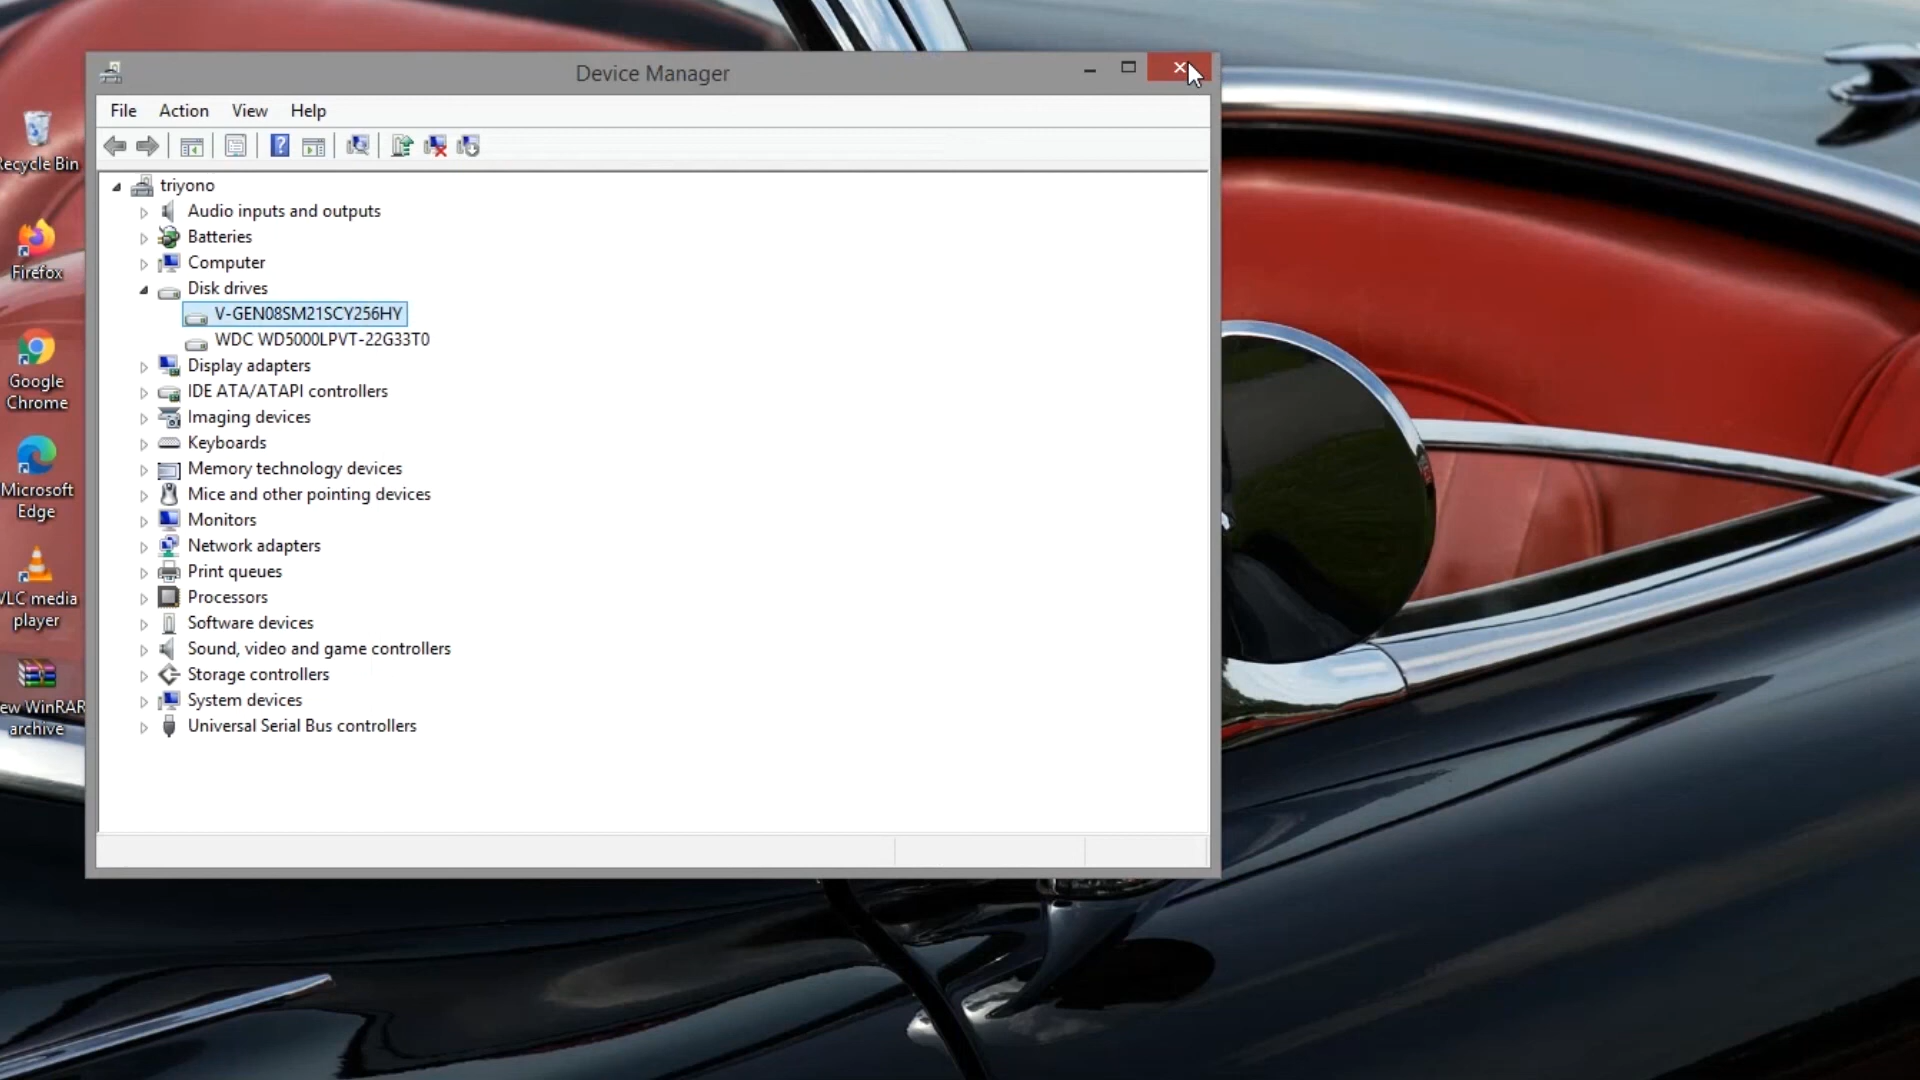 Device Manager
File Action View Help
triyono
Audio inputs and outputs
Batteries
Computer
Disk drives
V-GEN08SM21SCY256HY
WDC WD5000LPVT-22G33T0
Display adapters
IDE ATA/ATAPI controllers
Imaging devices
Keyboards
Memory technology devices
Mice and other pointing devices
Monitors
Network adapters
Print queues
Processors
Software devices
Sound, video and game controllers
Storage controllers
System devices
Universal Serial Bus controllers
ecycle Bin
Firefox
Google
Chrome
Microsoft
Edge
VLC media
player
ew WinRAR
archive